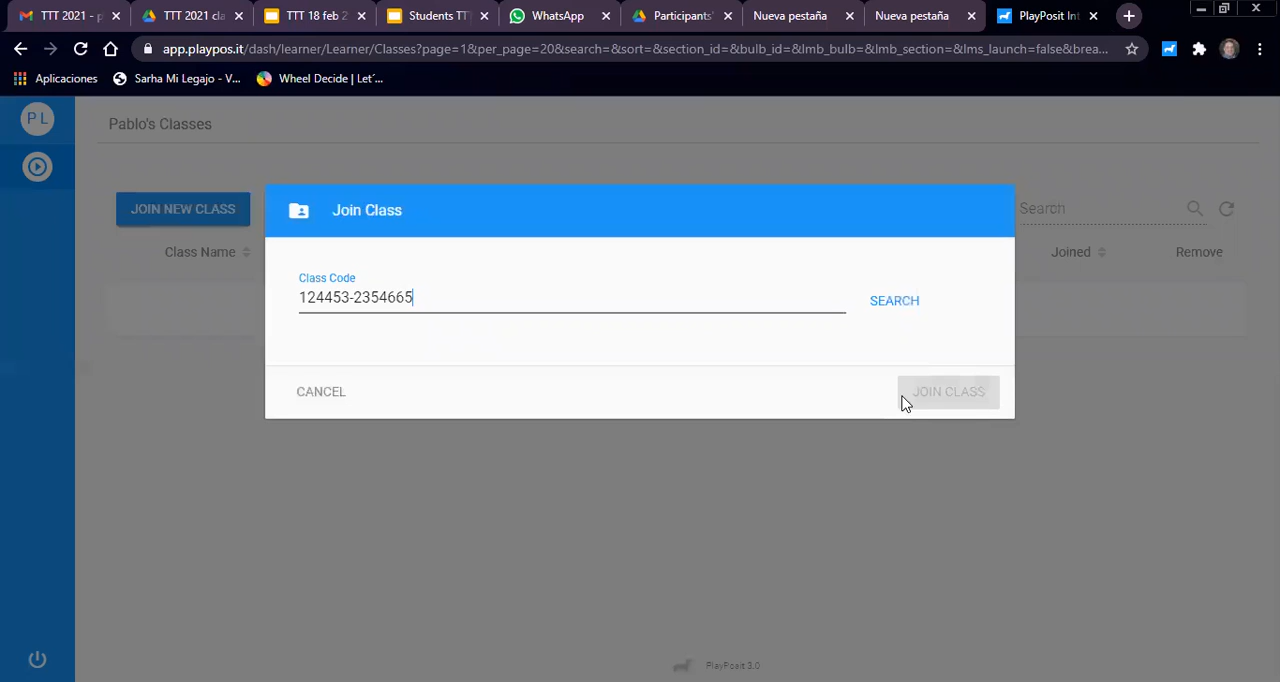 TTT 2021 - p
TTT 2021 cla
TTT 18 feb 2
Students TT
WhatsApp
Participants'
Nueva pestaña
Nueva pestaña
PlayPosit Int
app.playpos.it/dash/learner/Learner/Classes?page=1&per_page=20&search=&sort=&section_id=&bulb_id=&lmb_bulb=&lmb_section=&lms_launch=false&brea...
Aplicaciones
Sarha Mi Legajo - V...
Wheel Decide | Let´...
P L
Pablo's Classes
JOIN NEW CLASS
Join Class
Search
Class Name
Joined
Remove
Class Code
124453-2354665
SEARCH
CANCEL
JOIN CLASS
PlayPosit 3.0